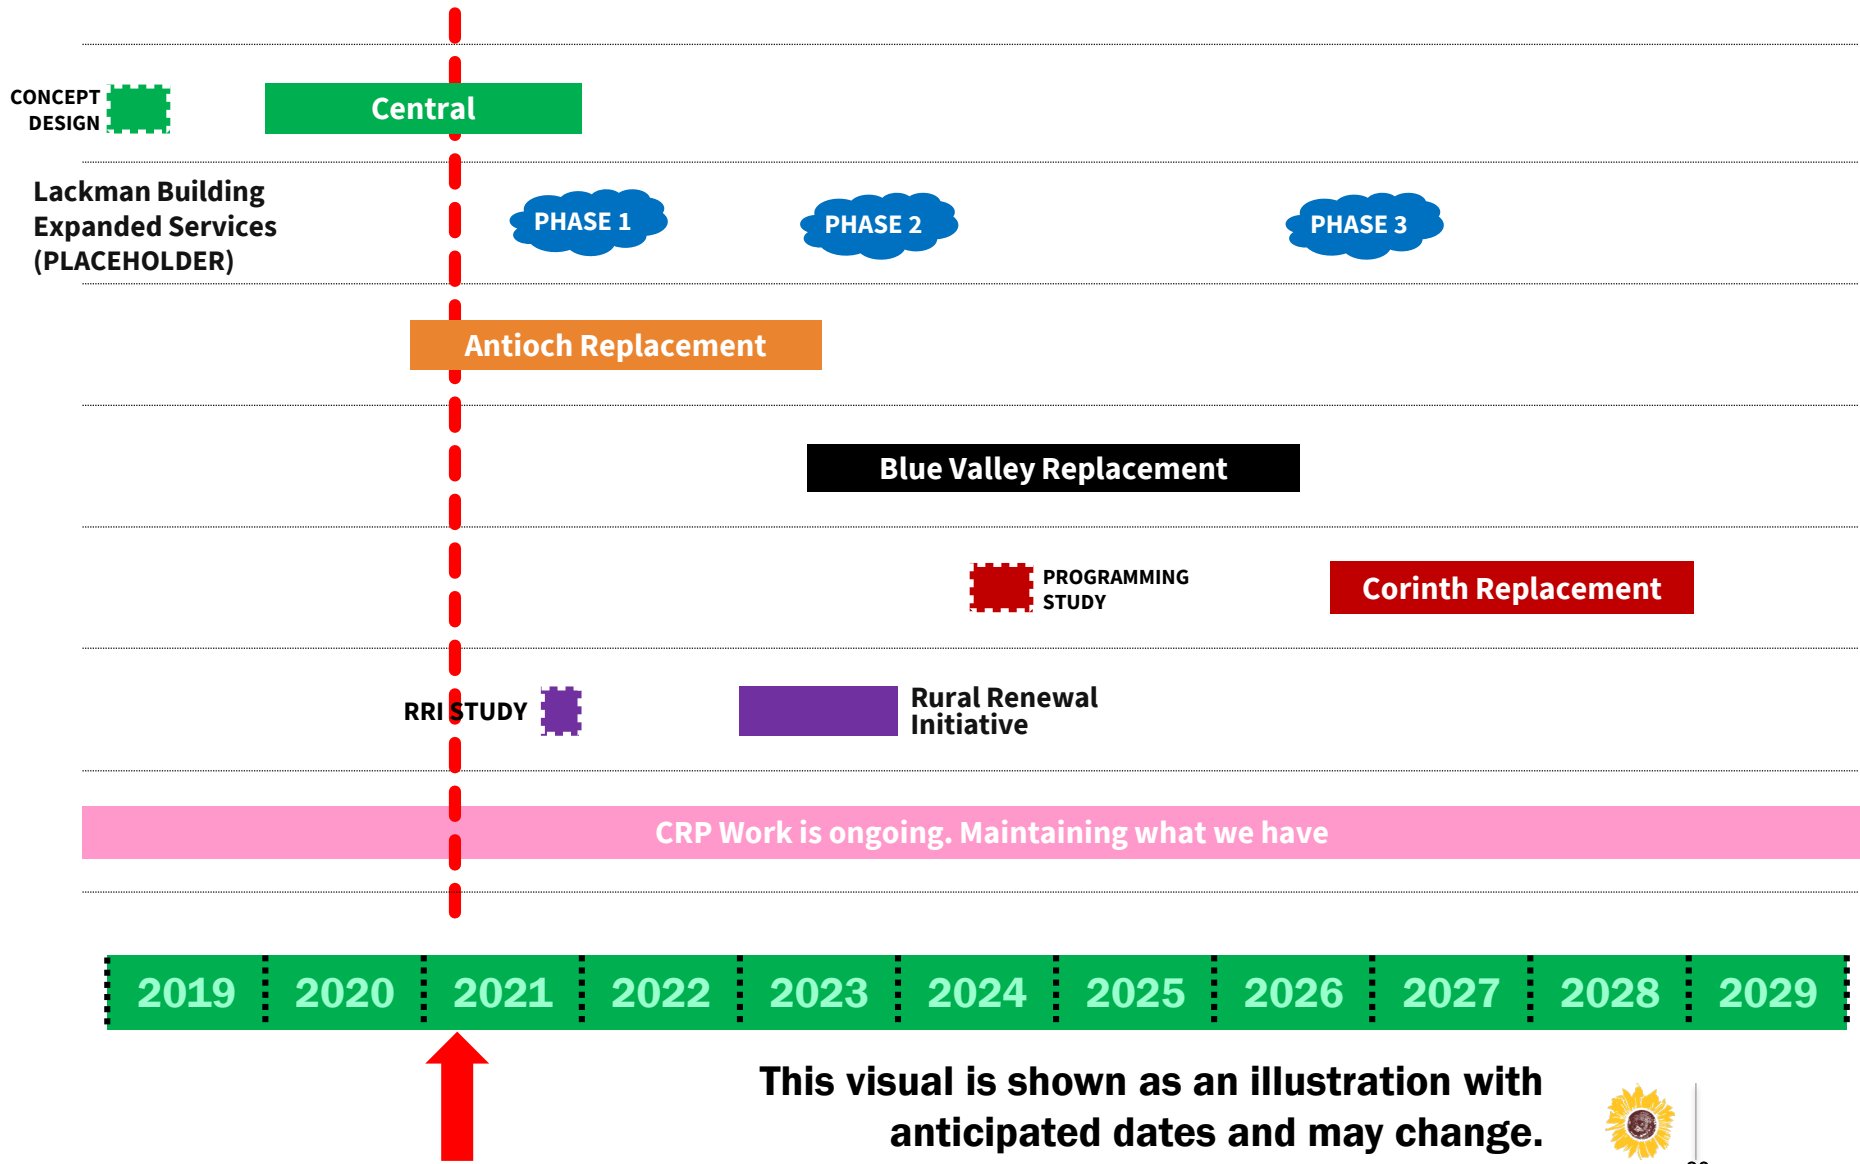 CONCEPT
DESIGN
Central
Lackman Building
Expanded Services
(PLACEHOLDER)
PHASE 1
PHASE 2
PHASE 3
Antioch Replacement
Blue Valley Replacement
PROGRAMMING
STUDY
Corinth Replacement
RRI STUDY
Rural Renewal
Initiative
CRP Work is ongoing. Maintaining what we have
2019 2020 2021 2022 2023 2024 2025 2026 2027 2028 2029
This visual is shown as an illustration with
anticipated dates and may change.